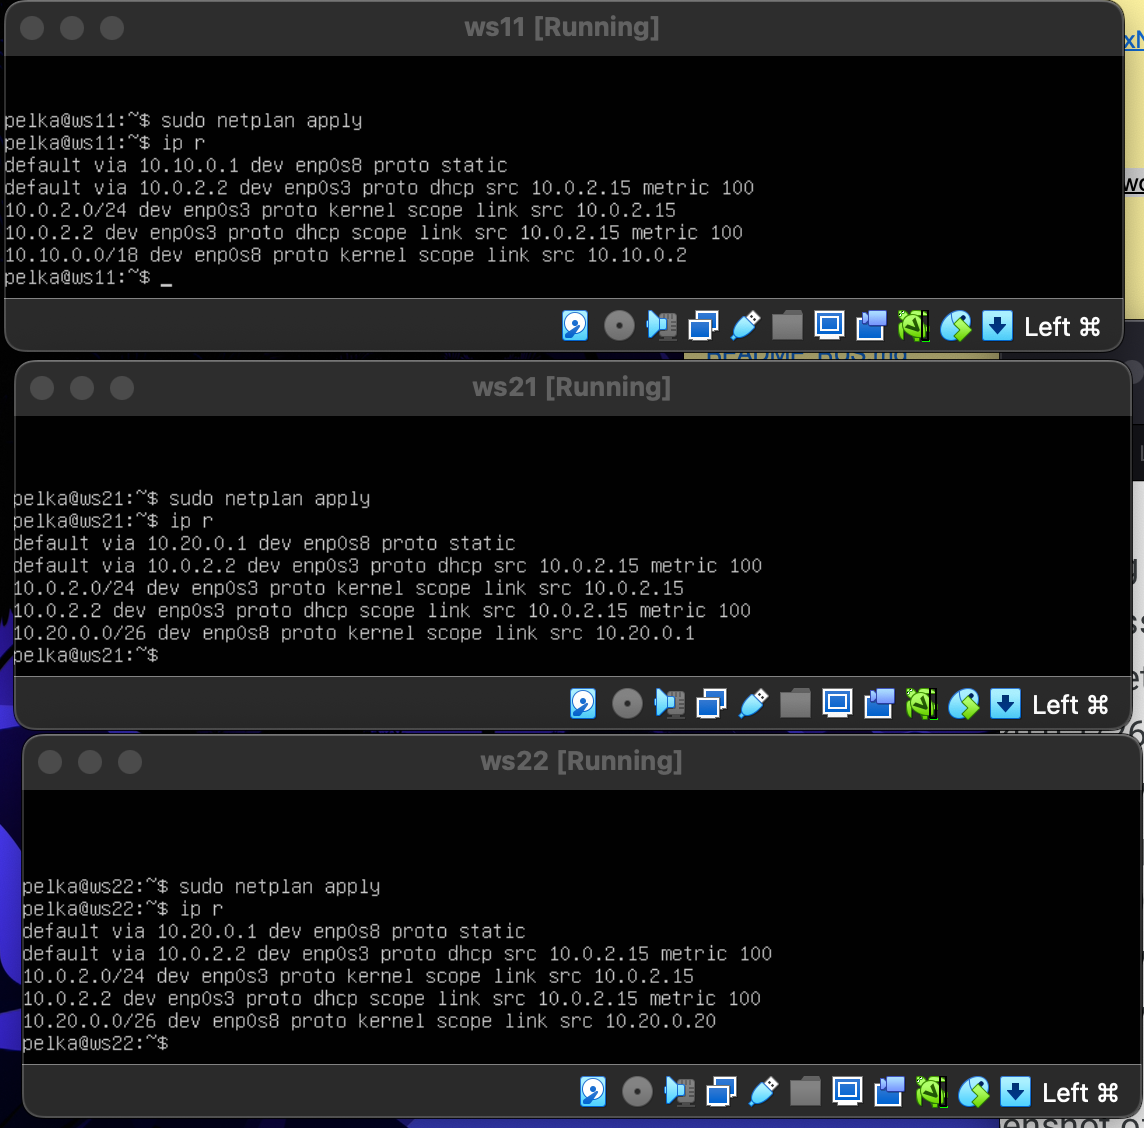 ws11 [Running]
pelka@ws11:~$ sudo netplan apply
pelka@ws11:~$ ip r
default via 10.10.0.1 dev enp0s8 proto static
default via 10.0.2.2 dev enp0s3 proto dhcp src 10.0.2.15 metric 100
10.0.2.0/24 dev enp0s3 proto kernel scope link src 10.0.2.15
10.0.2.2 dev enp0s3 proto dhcp scope link src 10.0.2.15 metric 100
10.10.0.0/18 dev enp0s8 proto kernel scope link src 10.10.0.2
pelka@ws11:~$ _
Left ⌘
ws21 [Running]
pelka@ws21:~$ sudo netplan apply
pelka@ws21:~$ ip r
default via 10.20.0.1 dev enp0s8 proto static
default via 10.0.2.2 dev enp0s3 proto dhcp src 10.0.2.15 metric 100
10.0.2.0/24 dev enp0s3 proto kernel scope link src 10.0.2.15
10.0.2.2 dev enp0s3 proto dhcp scope link src 10.0.2.15 metric 100
10.20.0.0/26 dev enp0s8 proto kernel scope link src 10.20.0.1
pelka@ws21:~$
Left ⌘
ws22 [Running]
pelka@ws22:~$ sudo netplan apply
pelka@ws22:~$ ip r
default via 10.20.0.1 dev enp0s8 proto static
default via 10.0.2.2 dev enp0s3 proto dhcp src 10.0.2.15 metric 100
10.0.2.0/24 dev enp0s3 proto kernel scope link src 10.0.2.15
10.0.2.2 dev enp0s3 proto dhcp scope link src 10.0.2.15 metric 100
10.20.0.0/26 dev enp0s8 proto kernel scope link src 10.20.0.20
pelka@ws22:~$
Left ⌘